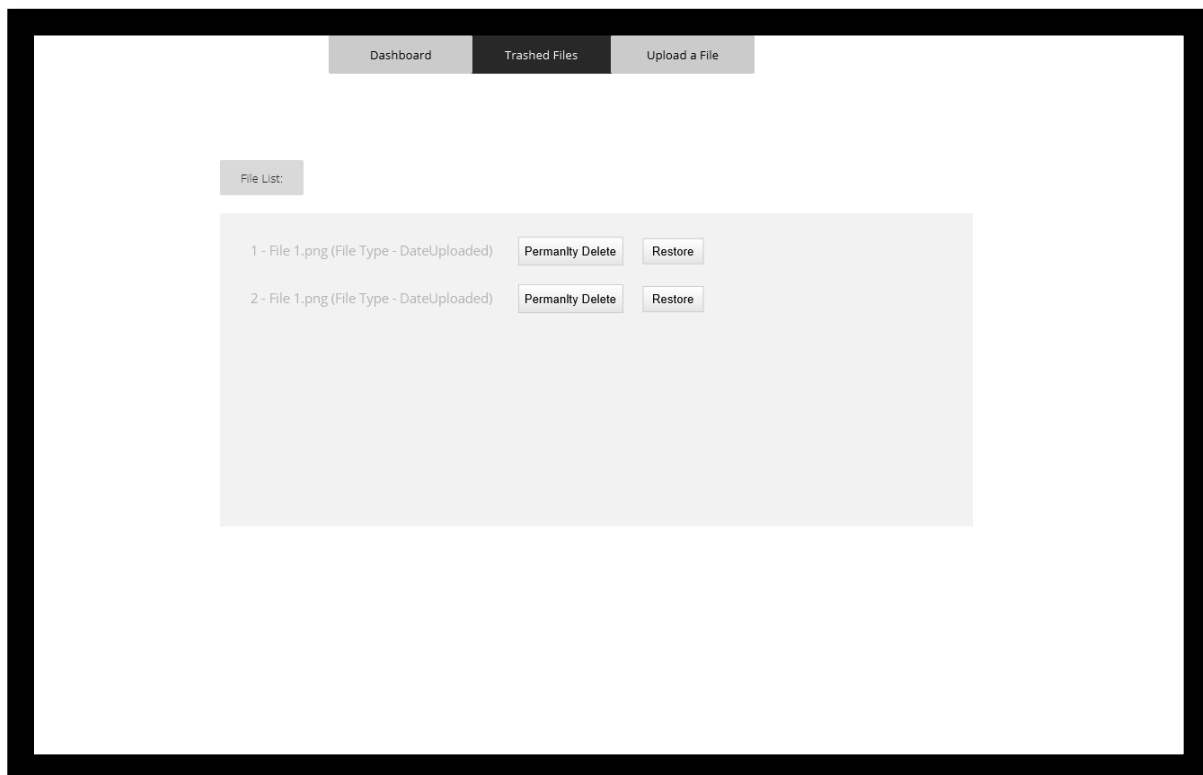 Dashboard Trashed Files Upload a File
File List:
1 - File 1.png (File Type - DateUploaded) Permanlty Delete Restore
2 - File 1.png (File Type - DateUploaded) Permanlty Delete Restore